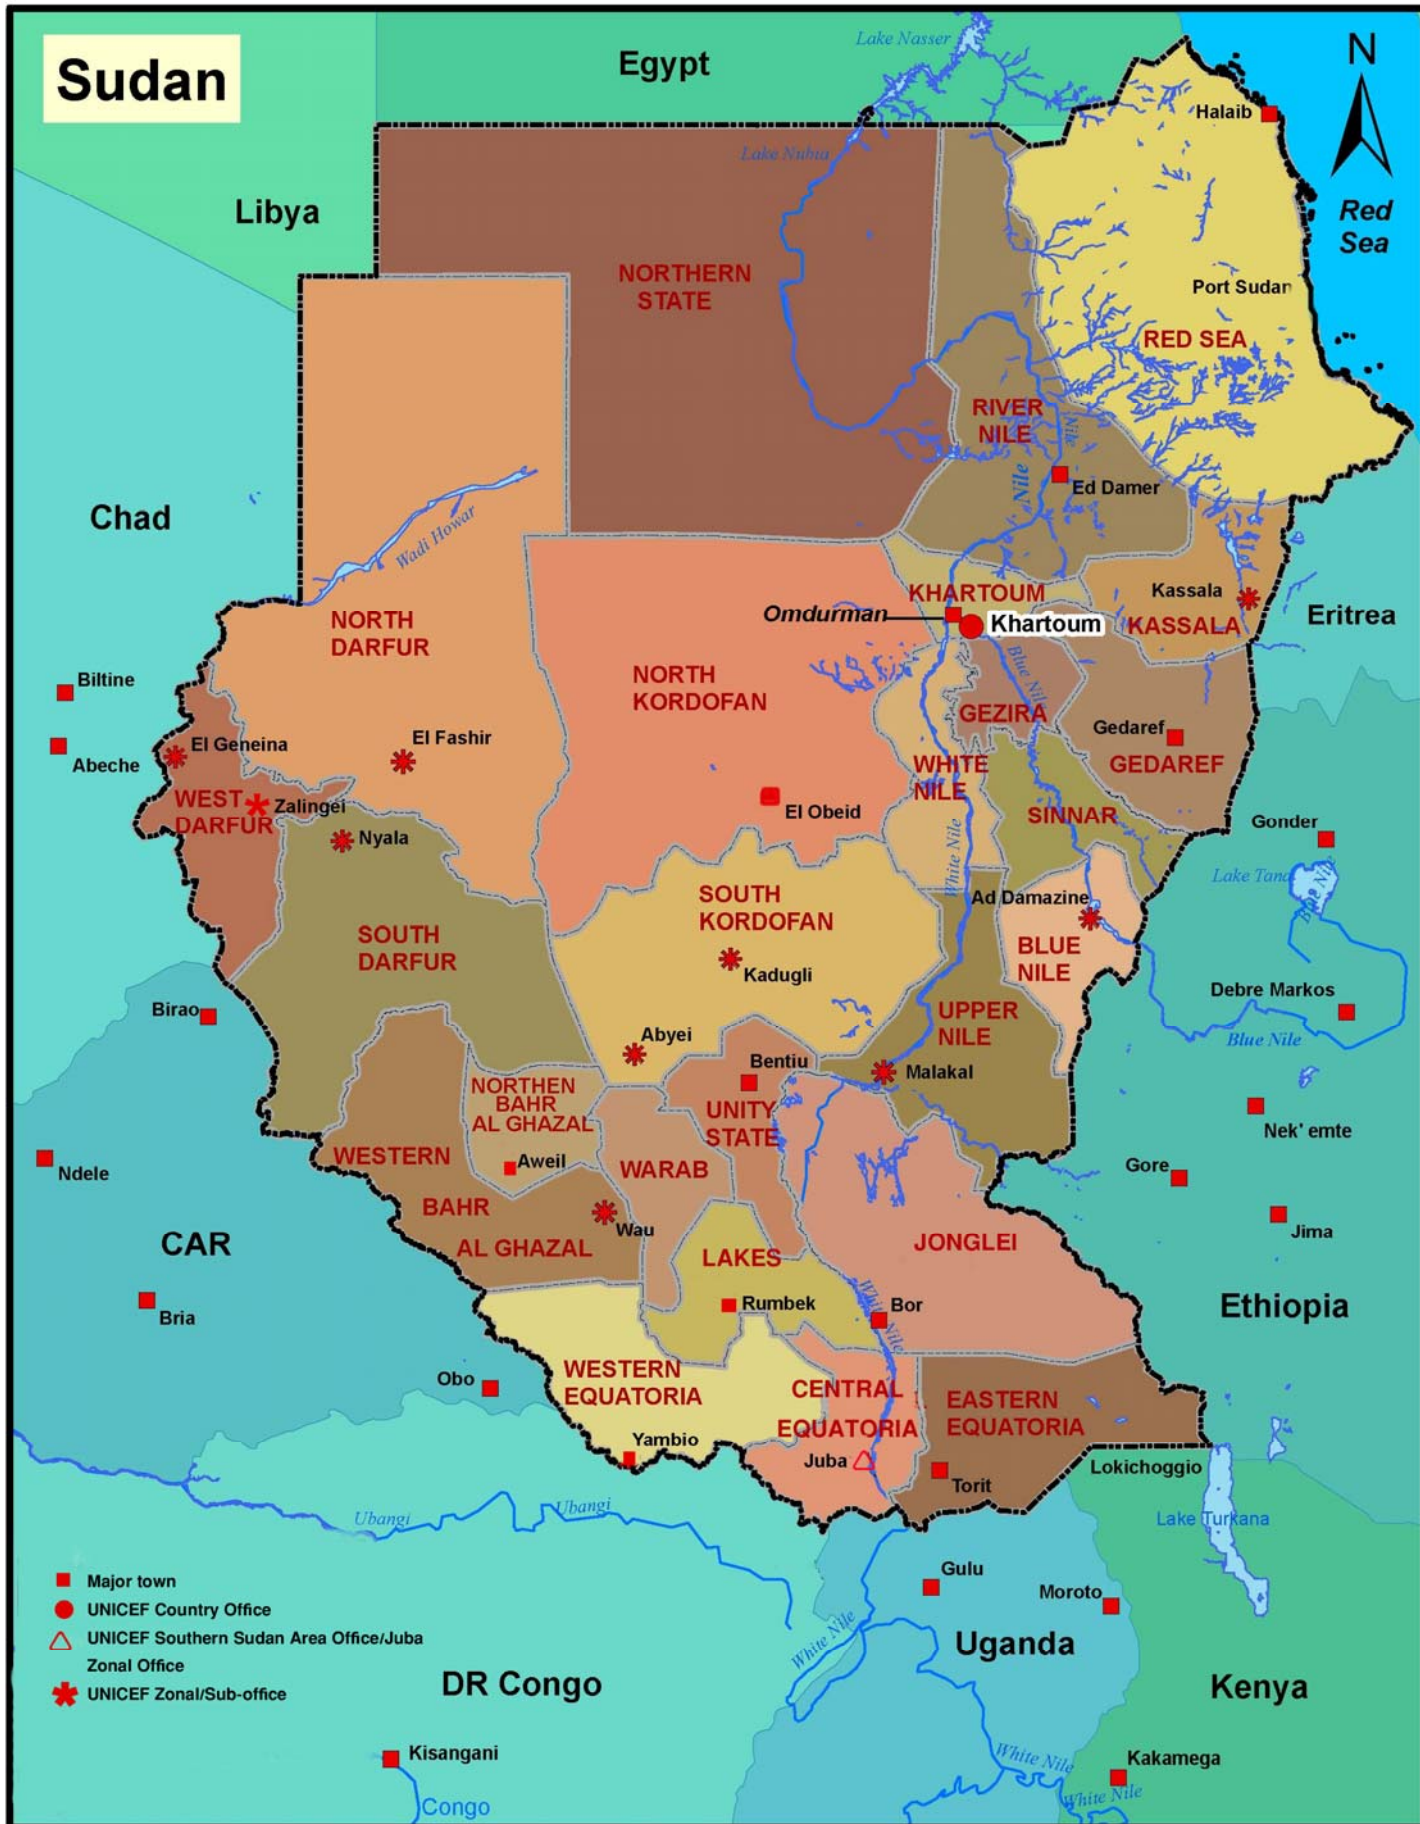 Sudan
Egypt
Lake Nasser
N
Halaib
Lake Nubia
Red
Sea
Libya
NORTHERN
STATE
Port Sudan
RED SEA
RIVER
NILE
Nile
Nile
Ed Damer
Chad
Wadi Howar
KHARTOUM
Kassala
Omdurman
Khartoum
KASSALA
Eritrea
NORTH
DARFUR
Blue Nile
NORTH
KORDOFAN
Biltine
GEZIRA
Gedaref
El Geneina
El Fashir
Abeche
WHITE
NILE
GEDAREF
WEST
DARFUR
Zalingei
El Obeid
SINNAR
Gonder
Nyala
White Nile
Lake Tana
Blue Nile
SOUTH
KORDOFAN
Ad Damazine
SOUTH
DARFUR
BLUE
NILE
Kadugli
Debre Markos
Birao
UPPER
NILE
Abyei
Blue Nile
Bentiu
Malakal
NORTHEN
BAHR
AL GHAZAL
UNITY
STATE
Nek' emte
WESTERN
Aweil
WARAB
Gore
Ndele
BAHR
Wau
Jima
CAR
AL GHAZAL
LAKES
JONGLEI
White Nile
Rumbek
Bor
Ethiopia
Bria
WESTERN
EQUATORIA
Obo
CENTRAL
EQUATORIA
EASTERN
EQUATORIA
Yambio
Juba
Torit
Lokichoggio
Ubangi
Ubangi
Lake Turkana
Gulu
Moroto
Major town
UNICEF Country Office
UNICEF Southern Sudan Area Office/Juba
Zonal Office
UNICEF Zonal/Sub-office
White Nile
Uganda
DR Congo
Kenya
Kisangani
White Nile
Kakamega
White Nile
Congo